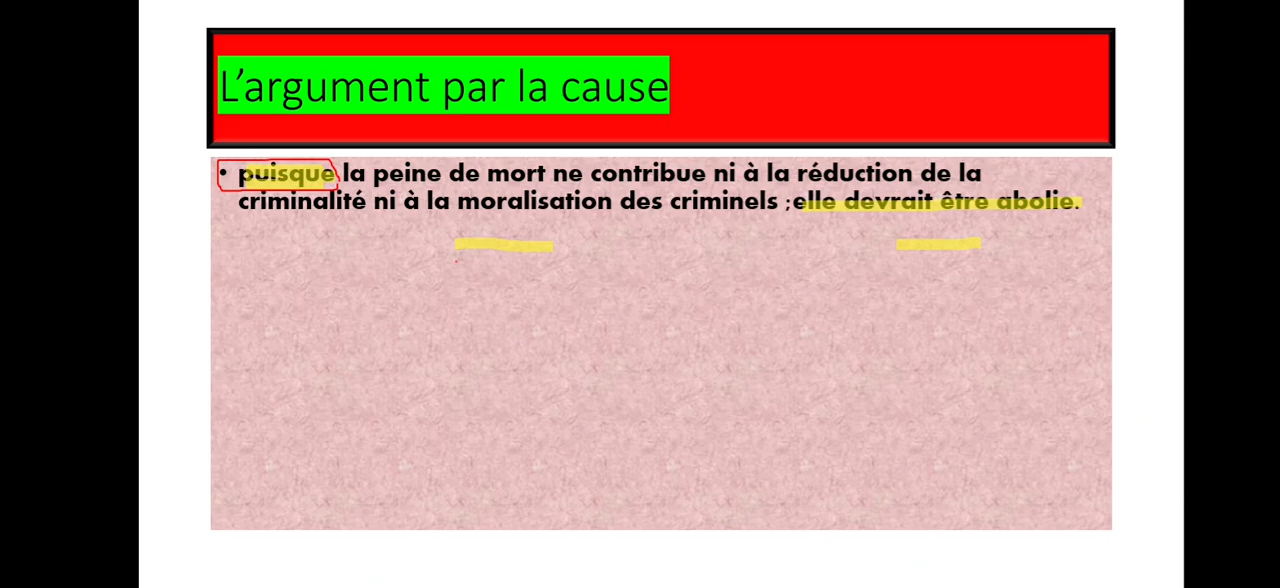 L'argument par la cause
• puisque la peine de mort ne contribue ni à la réduction de la
criminalité ni à la moralisation des criminels ;elle devrait être abolie.